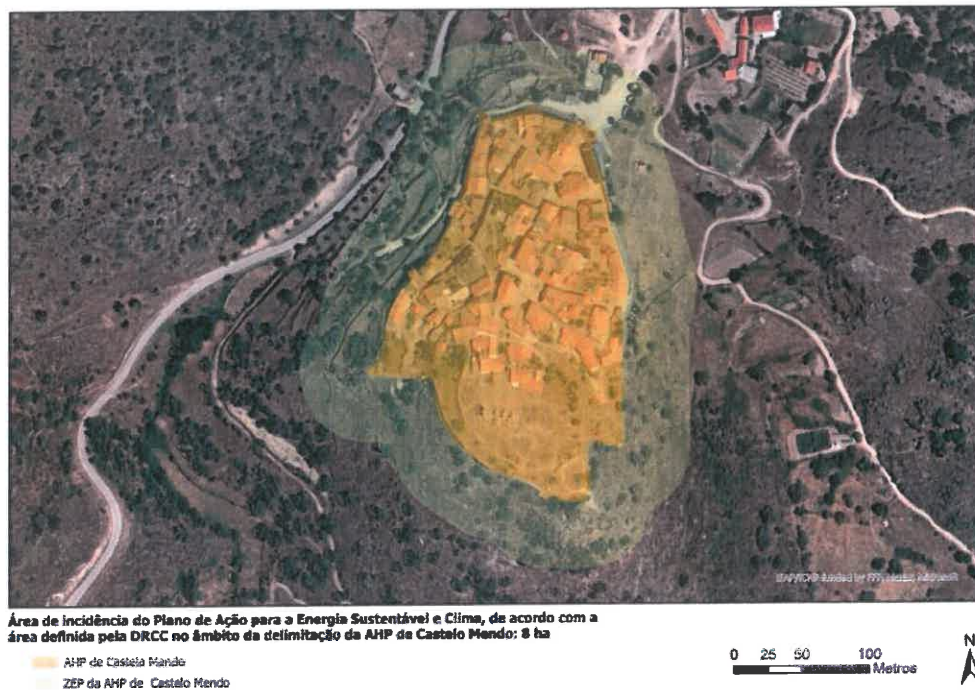 Área de incidência do Plano de Ação para a Energia Sustentável e Clima, de acordo com a
área definida pela DRCC no âmbito da delimitação da AHP de Castelo Mendo: 8 ha
AHP de Castelo Mendo
ZEP da AHP de Castelo Mendo
0 25 50 100
Metros
N